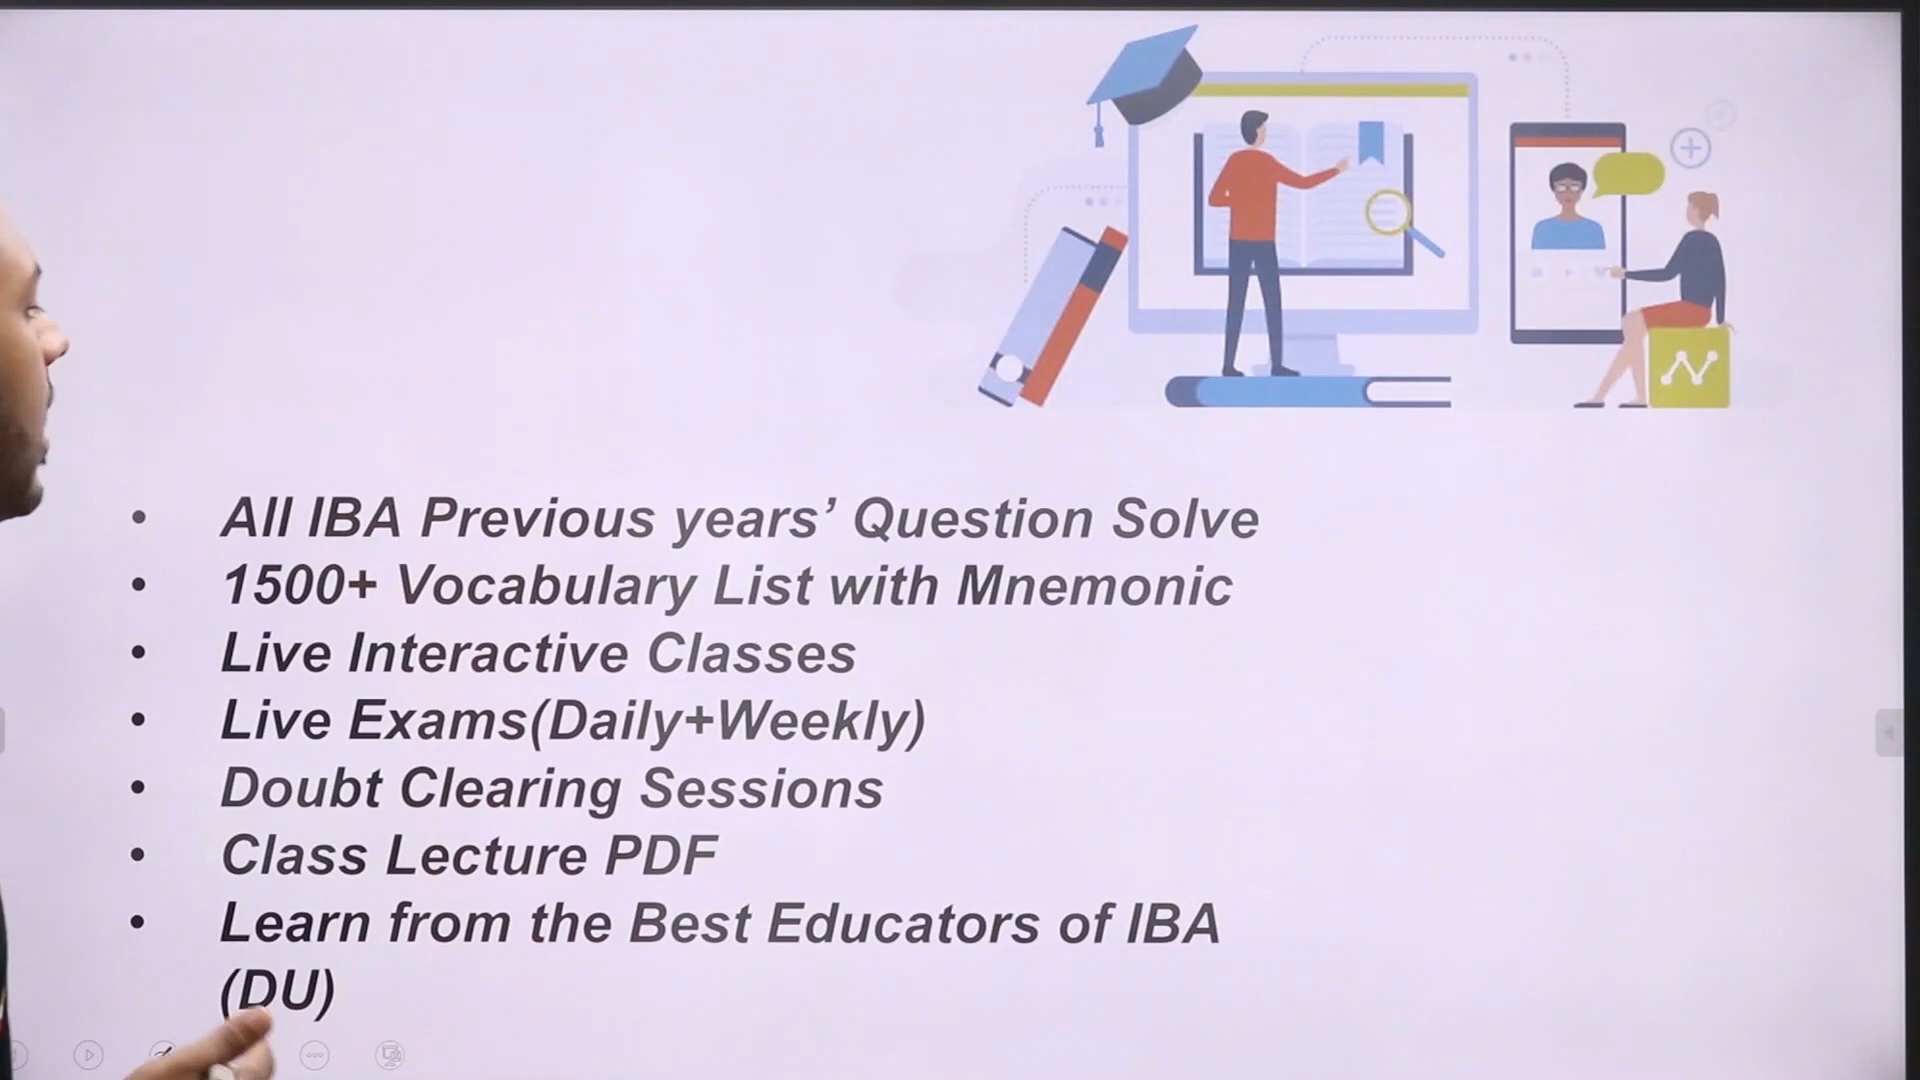 All IBA Previous years’ Question Solve
1500+ Vocabulary List with Mnemonic
Live Interactive Classes
Live Exams(Daily+Weekly)
Doubt Clearing Sessions
Class Lecture PDF
Learn from the Best Educators of IBA
(DU)